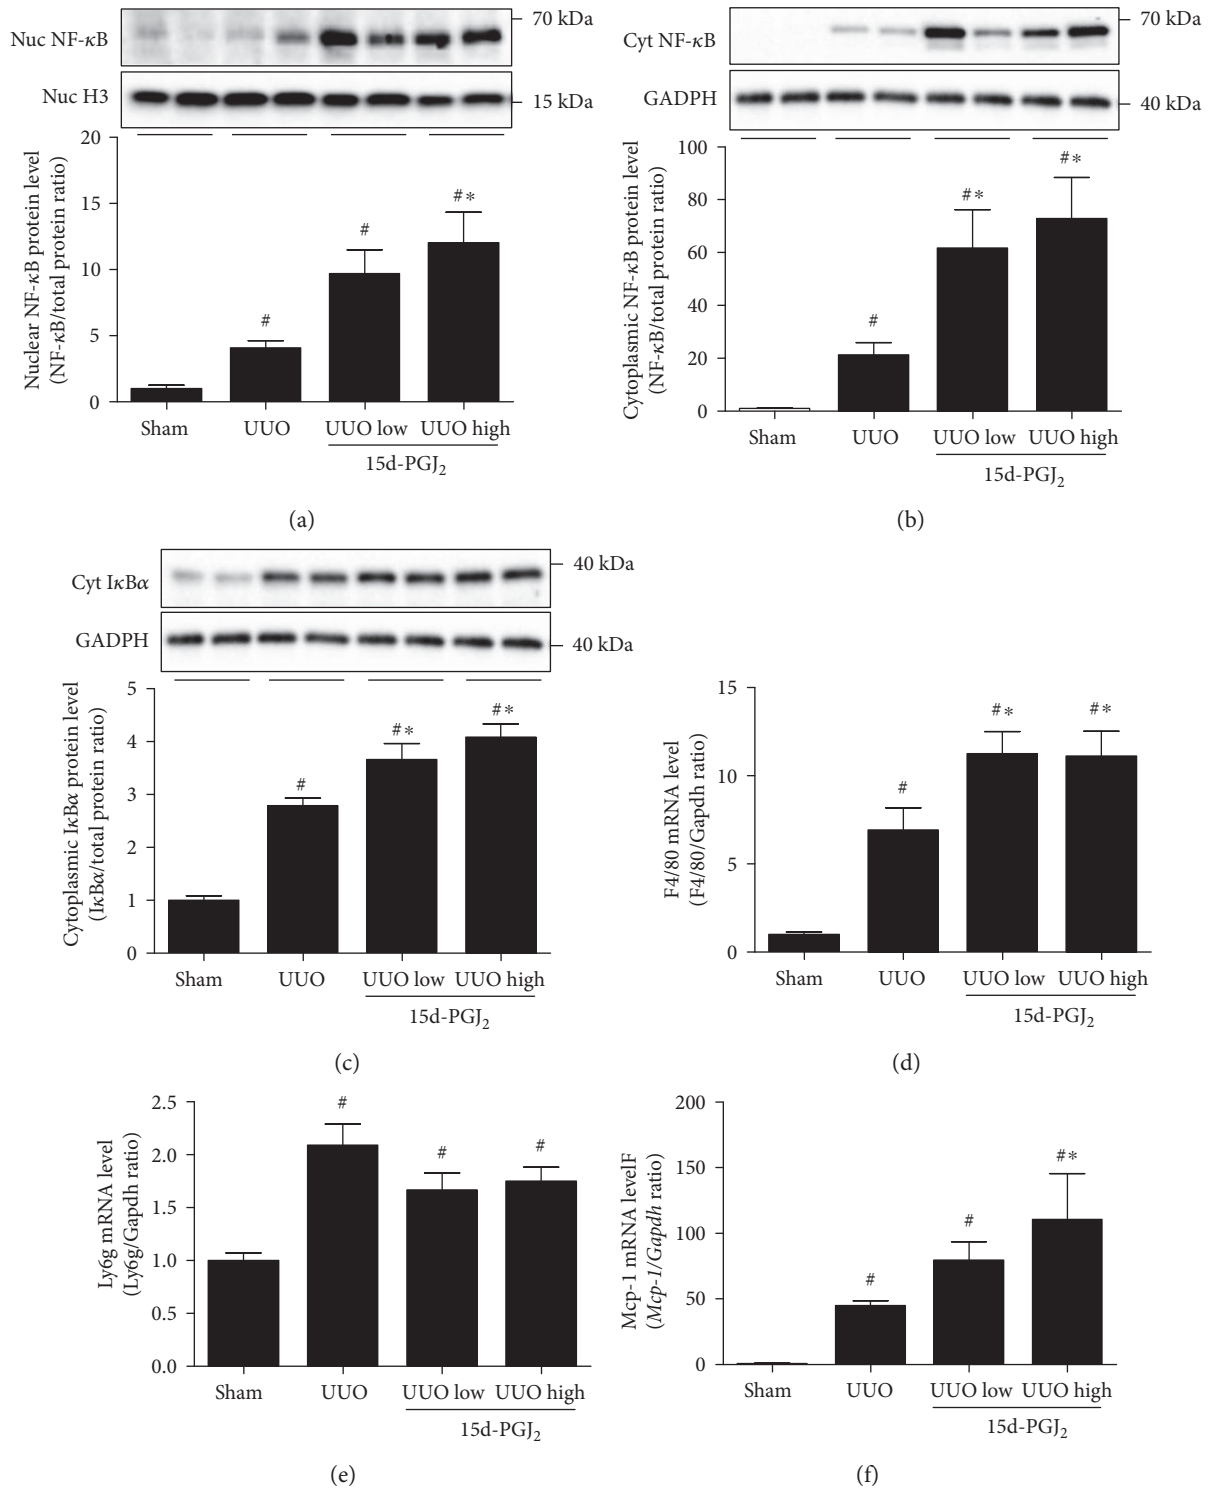 Nuc NF-κB
70 kDa
Nuc H3
15 kDa
Nuclear NF-κB protein level
(NF-κB/total protein ratio)
20
15
10
5
0
#
#
#*
Sham
UUO
UUO low
UUO high
15d-PGJ₂
(a)
Cyt NF-κB
70 kDa
GADPH
40 kDa
Cytoplasmic NF-κB protein level
(NF-κB/total protein ratio)
100
80
60
40
20
0
#
#*
#*
Sham
UUO
UUO low
UUO high
15d-PGJ₂
(b)
Cyt IκBα
40 kDa
GADPH
40 kDa
Cytoplasmic IκBα protein level
(IκBα/total protein ratio)
5
4
3
2
1
0
#
#*
#*
Sham
UUO
UUO low
UUO high
15d-PGJ₂
(c)
F4/80 mRNA level
(F4/80/Gapdh ratio)
15
10
5
0
#
#*
#*
Sham
UUO
UUO low
UUO high
15d-PGJ₂
(d)
Ly6g mRNA level
(Ly6g/Gapdh ratio)
2.5
2.0
1.5
1.0
0.5
0.0
#
#
#
Sham
UUO
UUO low
UUO high
15d-PGJ₂
(e)
Mcp-1 mRNA levelF
(Mcp-1/Gapdh ratio)
200
150
100
50
0
#
#
#*
Sham
UUO
UUO low
UUO high
15d-PGJ₂
(f)